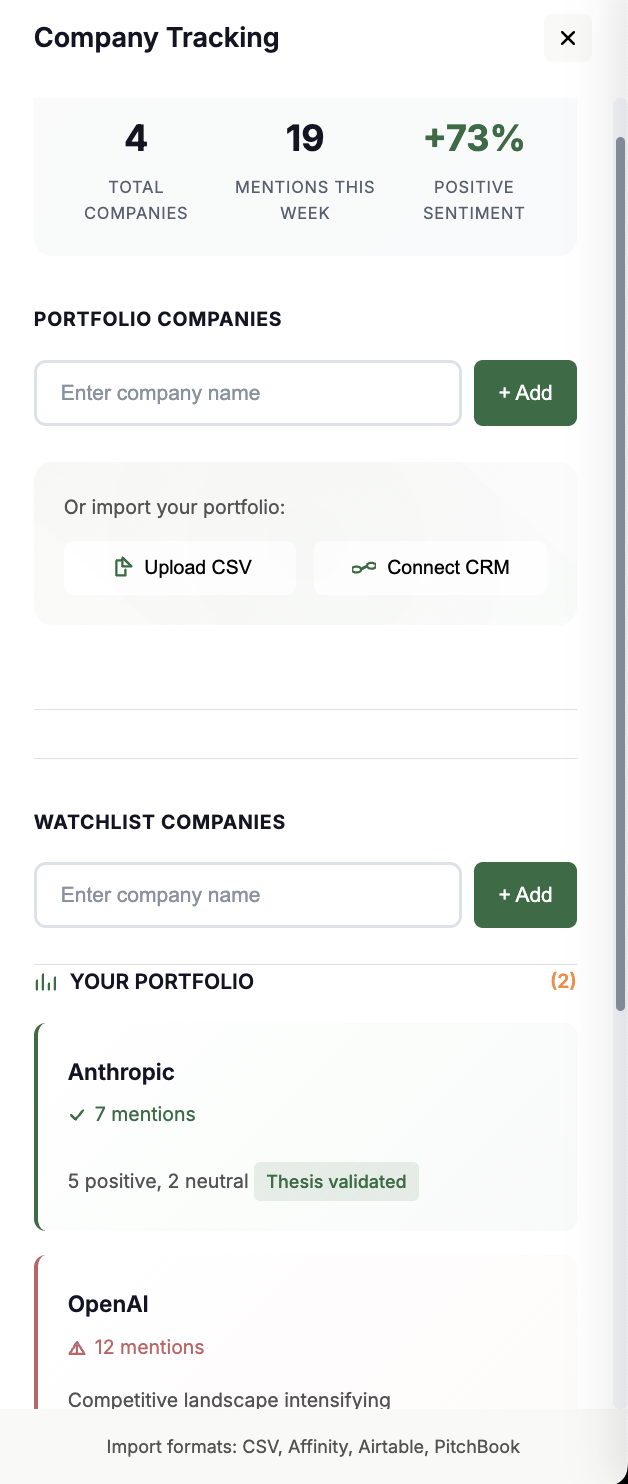 Company Tracking
4
TOTAL
COMPANIES
19
MENTIONS THIS
WEEK
+73%
POSITIVE
SENTIMENT
PORTFOLIO COMPANIES
Enter company name
+ Add
Or import your portfolio:
Upload CSV
Connect CRM
WATCHLIST COMPANIES
Enter company name
+ Add
YOUR PORTFOLIO
(2)
Anthropic
7 mentions
5 positive, 2 neutral Thesis validated
OpenAI
12 mentions
Competitive landscape intensifying
Import formats: CSV, Affinity, Airtable, PitchBook